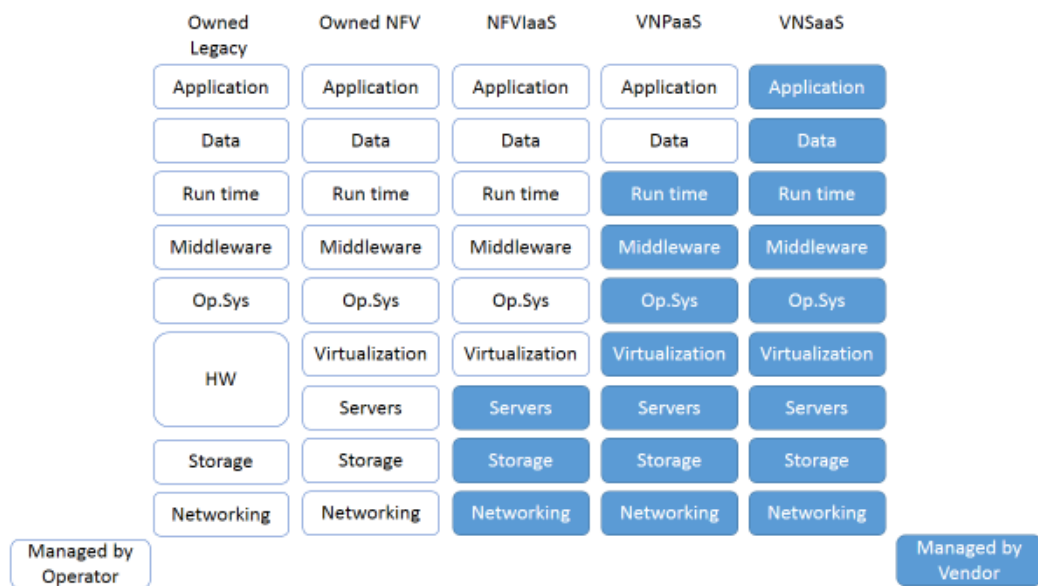 Owned Legacy
Owned NFV
NFVIaaS
VNPaaS
VNSaaS
Application
Application
Application
Application
Application
Data
Data
Data
Data
Data
Run time
Run time
Run time
Run time
Run time
Middleware
Middleware
Middleware
Middleware
Middleware
Op.Sys
Op.Sys
Op.Sys
Op.Sys
Op.Sys
HW
Virtualization
Virtualization
Virtualization
Virtualization
Servers
Servers
Servers
Servers
Storage
Storage
Storage
Storage
Storage
Networking
Networking
Networking
Networking
Networking
Managed by
Operator
Managed by
Vendor